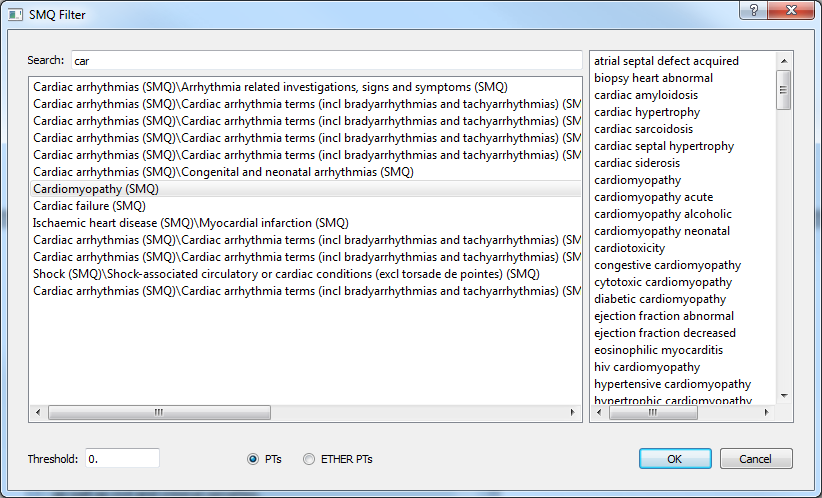 SMQ Filter
Search: car
Cardiac arrhythmias (SMQ)\Arrhythmia related investigations, signs and symptoms (SMQ)
Cardiac arrhythmias (SMQ)\Cardiac arrhythmia terms (incl bradyarrhythmias and tachyarrhythmias) (SM
Cardiac arrhythmias (SMQ)\Cardiac arrhythmia terms (incl bradyarrhythmias and tachyarrhythmias) (SM
Cardiac arrhythmias (SMQ)\Cardiac arrhythmia terms (incl bradyarrhythmias and tachyarrhythmias) (SM
Cardiac arrhythmias (SMQ)\Cardiac arrhythmia terms (incl bradyarrhythmias and tachyarrhythmias) (SM
Cardiac arrhythmias (SMQ)\Congenital and neonatal arrhythmias (SMQ)
Cardiomyopathy (SMQ)
Cardiac failure (SMQ)
Ischaemic heart disease (SMQ)\Myocardial infarction (SMQ)
Cardiac arrhythmias (SMQ)\Cardiac arrhythmia terms (incl bradyarrhythmias and tachyarrhythmias) (SM
Cardiac arrhythmias (SMQ)\Cardiac arrhythmia terms (incl bradyarrhythmias and tachyarrhythmias) (SM
Shock (SMQ)\Shock-associated circulatory or cardiac conditions (excl torsade de pointes) (SMQ)
Cardiac arrhythmias (SMQ)\Cardiac arrhythmia terms (incl bradyarrhythmias and tachyarrhythmias) (SM
atrial septal defect acquired
biopsy heart abnormal
cardiac amyloidosis
cardiac hypertrophy
cardiac sarcoidosis
cardiac septal hypertrophy
cardiac siderosis
cardiomyopathy
cardiomyopathy acute
cardiomyopathy alcoholic
cardiomyopathy neonatal
cardiotoxicity
congestive cardiomyopathy
cytotoxic cardiomyopathy
diabetic cardiomyopathy
ejection fraction abnormal
ejection fraction decreased
eosinophilic myocarditis
hiv cardiomyopathy
hypertensive cardiomyopathy
hypertrophic cardiomyopathy
Threshold: 0.
PTs
ETHER PTs
OK
Cancel